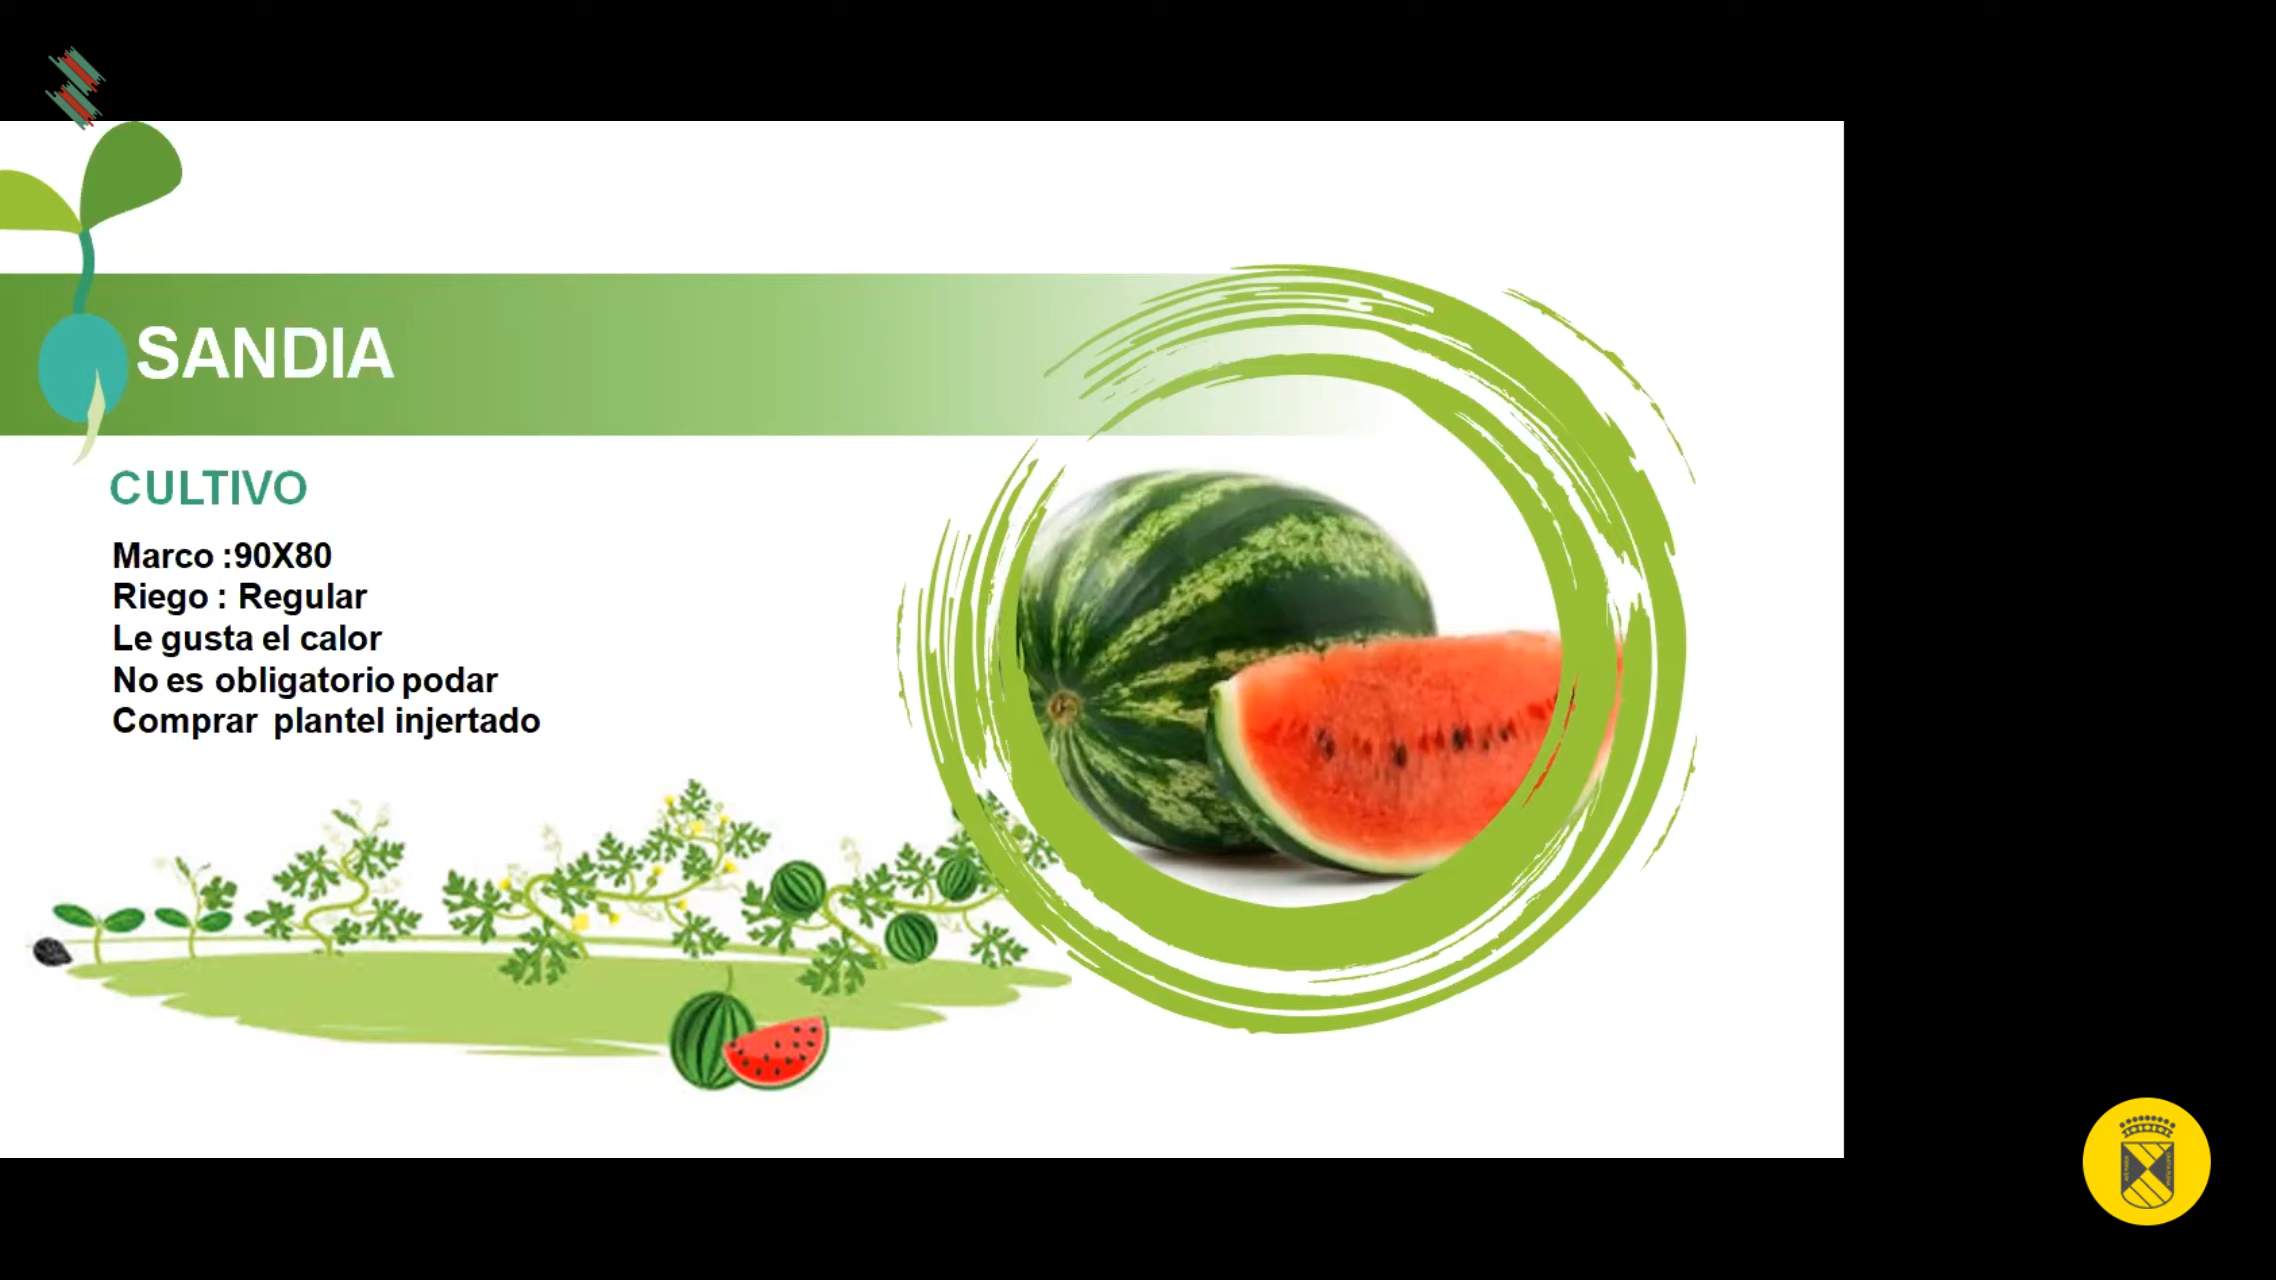 SANDIA
CULTIVO
Marco :90X80
Riego : Regular
Le gusta el calor
No es obligatorio podar
Comprar plantel injertado